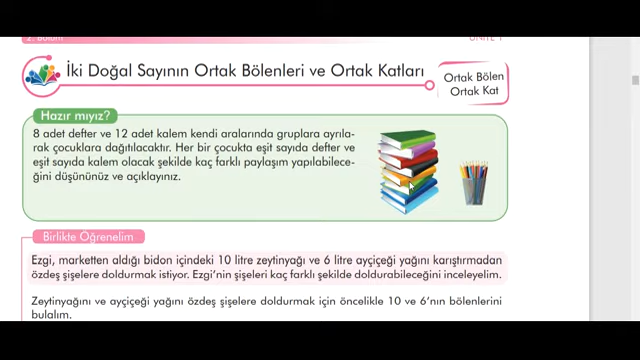 2. Bölüm
ÜNİTE 1
İki Doğal Sayının Ortak Bölenleri ve Ortak Katları
Ortak Bölen
Ortak Kat
Hazır mıyız?
8 adet defter ve 12 adet kalem kendi aralarında gruplara ayrıla-
rak çocuklara dağıtılacaktır. Her bir çocukta eşit sayıda defter ve
eşit sayıda kalem olacak şekilde kaç farklı paylaşım yapılabilece-
ğini düşününüz ve açıklayınız.
Birlikte Öğrenelim
Ezgi, marketten aldığı bidon içindeki 10 litre zeytinyağı ve 6 litre ayçiçeği yağını karıştırmadan
özdeş şişelere doldurmak istiyor. Ezgi'nin şişeleri kaç farklı şekilde doldurabileceğini inceleyelim.
Zeytinyağını ve ayçiçeği yağını özdeş şişelere doldurmak için öncelikle 10 ve 6'nın bölenlerini
bulalım.